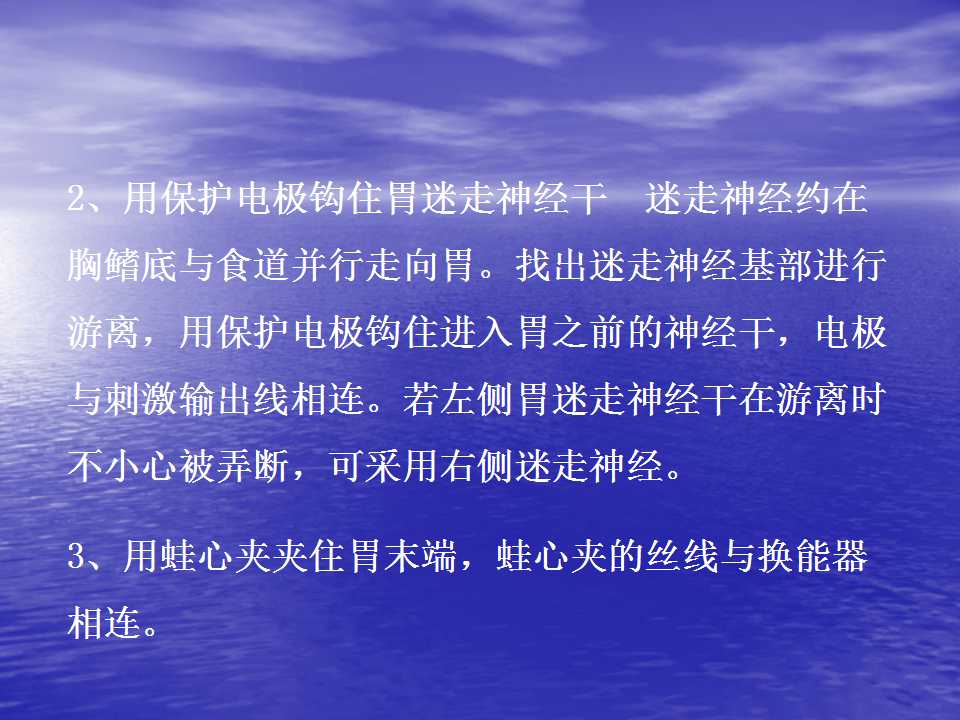 2、用保护电极钩住胃迷走神经干　迷走神经约在
胸鳍底与食道并行走向胃。找出迷走神经基部进行
游离，用保护电极钩住进入胃之前的神经干，电极
与刺激输出线相连。若左侧胃迷走神经干在游离时
不小心被弄断，可采用右侧迷走神经。
3、用蛙心夹夹住胃末端，蛙心夹的丝线与换能器
相连。